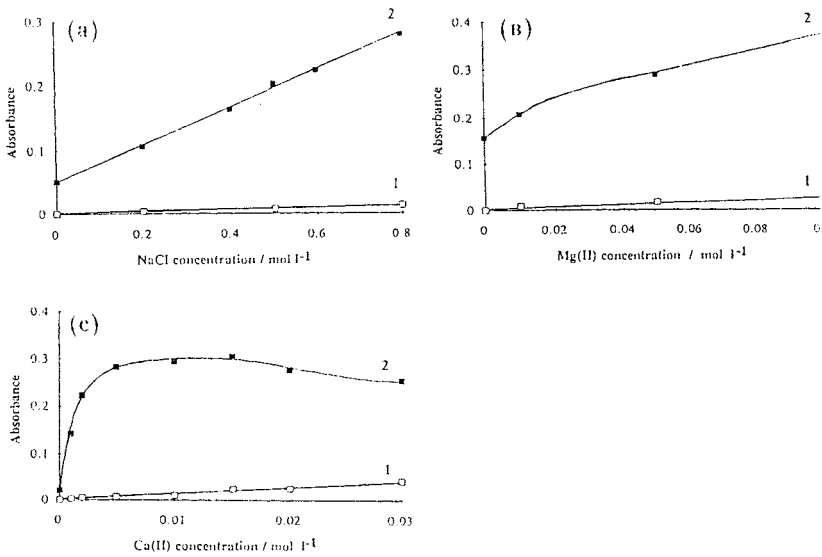 (a)
2
0.3
0.2
0.1
0
Absorbance
1
0 0.2 0.4 0.6 0.8
NaCl concentration / mol l-1
(B)
2
0.4
0.3
0.2
0.1
0
Absorbance
1
0 0.02 0.04 0.06 0.08
Mg(II) concentration / mol l-1
(c)
2
0.4
0.3
0.2
0.1
0
Absorbance
1
0 0.01 0.02 0.03
Ca(II) concentration / mol l-1